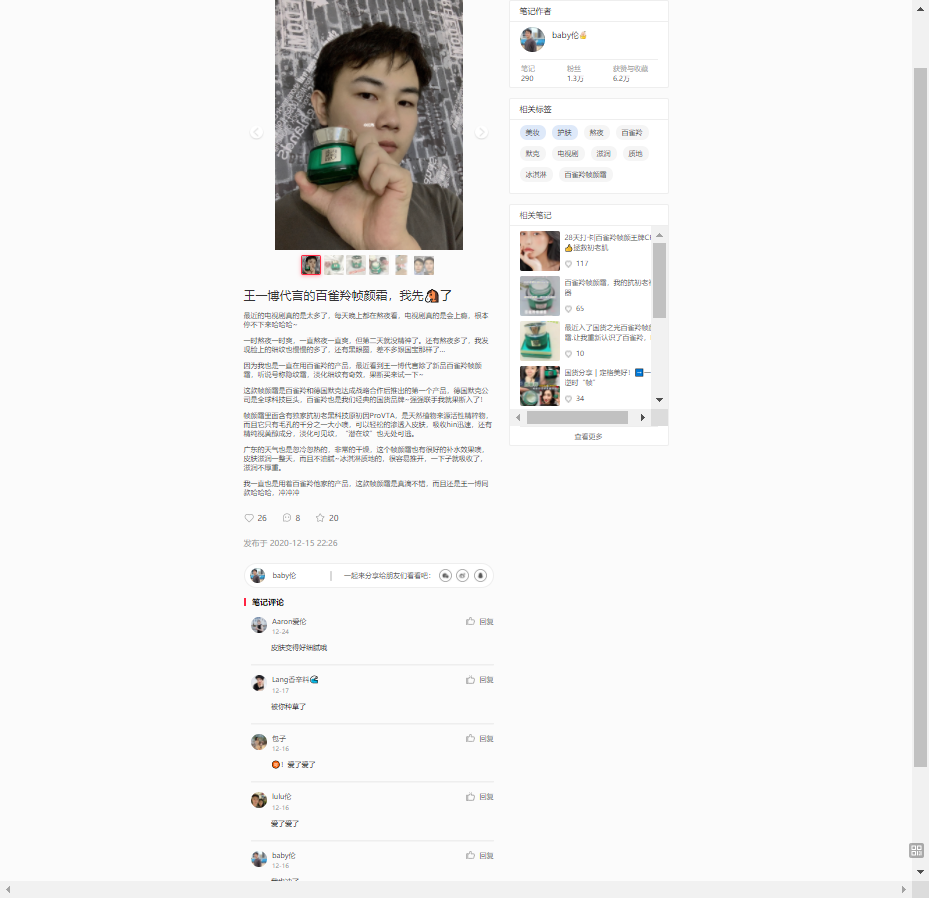 王一博代言的百雀羚帧颜霜，我先🐴了
最近的电视剧真的是太多了，每天晚上都在熬夜看，电视剧真的是会上瘾，根本
停不下来哈哈哈~
一时熬夜一时爽，一直熬夜一直爽，但第二天就没精神了。还有熬夜多了，我发
现脸上的细纹也慢慢的多了，还有黑眼圈，差不多跟国宝那样了...
因为我也是一直在用百雀羚的产品，最近看到王一博代言除了新品百雀羚帧颜
霜，听说号称隐纹霜，淡化细纹有奇效，果断买来试一下~
这款帧颜霜是百雀羚和德国默克达成战略合作后推出的第一个产品，德国默克公
司是全球科技巨头，百雀羚也是我们经典的国货品牌~强强联手我就果断入了！
帧颜霜里面含有独家抗初老黑科技原初因ProVTA，是天然植物来源活性精粹物，
而且它只有毛孔的千分之一大小噢，可以轻松的渗透入皮肤，吸收hin迅速，还有
精纯视黄醇成分，淡化可见纹，“潜在纹”也无处可逃。
广东的天气也是忽冷忽热的，非常的干燥，这个帧颜霜也有很好的补水效果噢，
皮肤滋润一整天，而且不油腻~冰淇淋质地的，很容易推开，一下子就吸收了，
滋润不厚重。
我一直也是用着百雀羚他家的产品，这款帧颜霜是真滴不错，而且还是王一博同
款哈哈哈，冲冲冲
26 8 20
发布于 2020-12-15 22:26
baby伦 | 一起来分享给朋友们看看吧:
笔记评论
Aaron爱伦
回复
12-24
皮肤变得好细腻哦
Lang香辛料🌊
回复
12-17
被你种草了
包子
回复
12-16
！爱了爱了
lulu伦
回复
12-16
爱了爱了
baby伦
回复
12-16
笔记作者
baby伦
笔记 粉丝 获赞与收藏
290 1.3万 6.2万
相关标签
美妆 护肤 熬夜 百雀羚
默克 电视剧 滋润 质地
冰淇淋 百雀羚帧颜霜
相关笔记
28天打卡|百雀羚帧颜王牌CP
👍拯救初老肌
117
百雀羚帧颜霜，我的抗初老神
器
65
最近入了国货之光百雀羚帧颜
霜.让我重新认识了百雀羚，
10
国货分享 | 定格美好！➡️一
逆时“帧”
34
查看更多